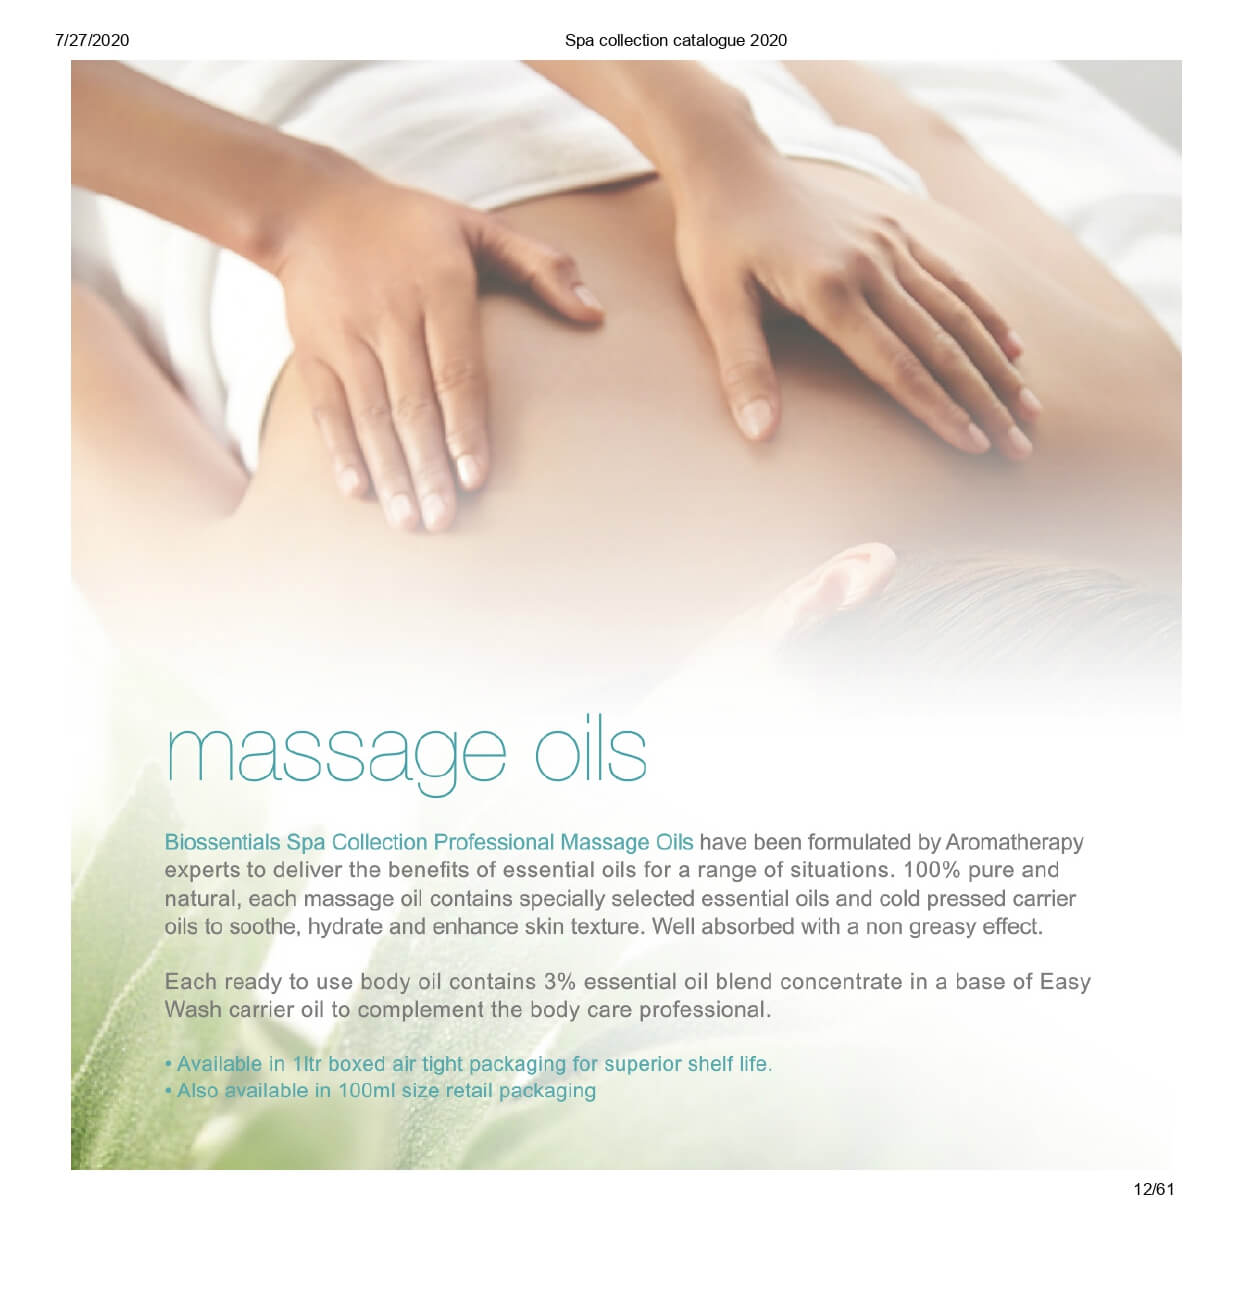 7/27/2020
Spa collection catalogue 2020
massage oils
Biossentials Spa Collection Professional Massage Oils have been formulated by Aromatherapy
experts to deliver the benefits of essential oils for a range of situations. 100% pure and
natural, each massage oil contains specially selected essential oils and cold pressed carrier
oils to soothe, hydrate and enhance skin texture. Well absorbed with a non greasy effect.
Each ready to use body oil contains 3% essential oil blend concentrate in a base of Easy
Wash carrier oil to complement the body care professional.
• Available in 1ltr boxed air tight packaging for superior shelf life.
• Also available in 100ml size retail packaging
12/61